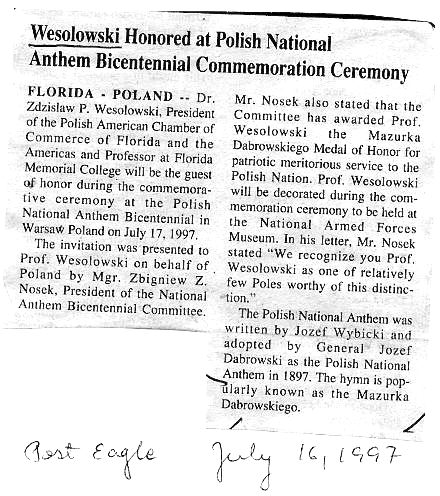 Wesolowski Honored at Polish National
Anthem Bicentennial Commemoration Ceremony
FLORIDA - POLAND -- Dr.
Zdzislaw P. Wesolowski, President
of the Polish American Chamber of
Commerce of Florida and the
Americas and Professor at Florida
Memorial College will be the guest
of honor during the commemora-
tive ceremony at the Polish
National Anthem Bicentennial in
Warsaw Poland on July 17, 1997.
The invitation was presented to
Prof. Wesolowski on behalf of
Poland by Mgr. Zbigniew Z.
Nosek, President of the National
Anthem Bicentennial Committee.
Mr. Nosek also stated that the
Committee has awarded Prof.
Wesolowski the Mazurka
Dabrowskiego Medal of Honor for
patriotic meritorious service to the
Polish Nation. Prof. Wesolowski
will be decorated during the com-
memoration ceremony to be held at
the National Armed Forces
Museum. In his letter, Mr. Nosek
stated “We recognize you Prof.
Wesolowski as one of relatively
few Poles worthy of this distinc-
tion.”
The Polish National Anthem was
written by Jozef Wybicki and
adopted by General Jozef
Dabrowski as the Polish National
Anthem in 1897. The hymn is pop-
ularly known as the Mazurka
Dabrowskiego.
Post Eagle July 16, 1997